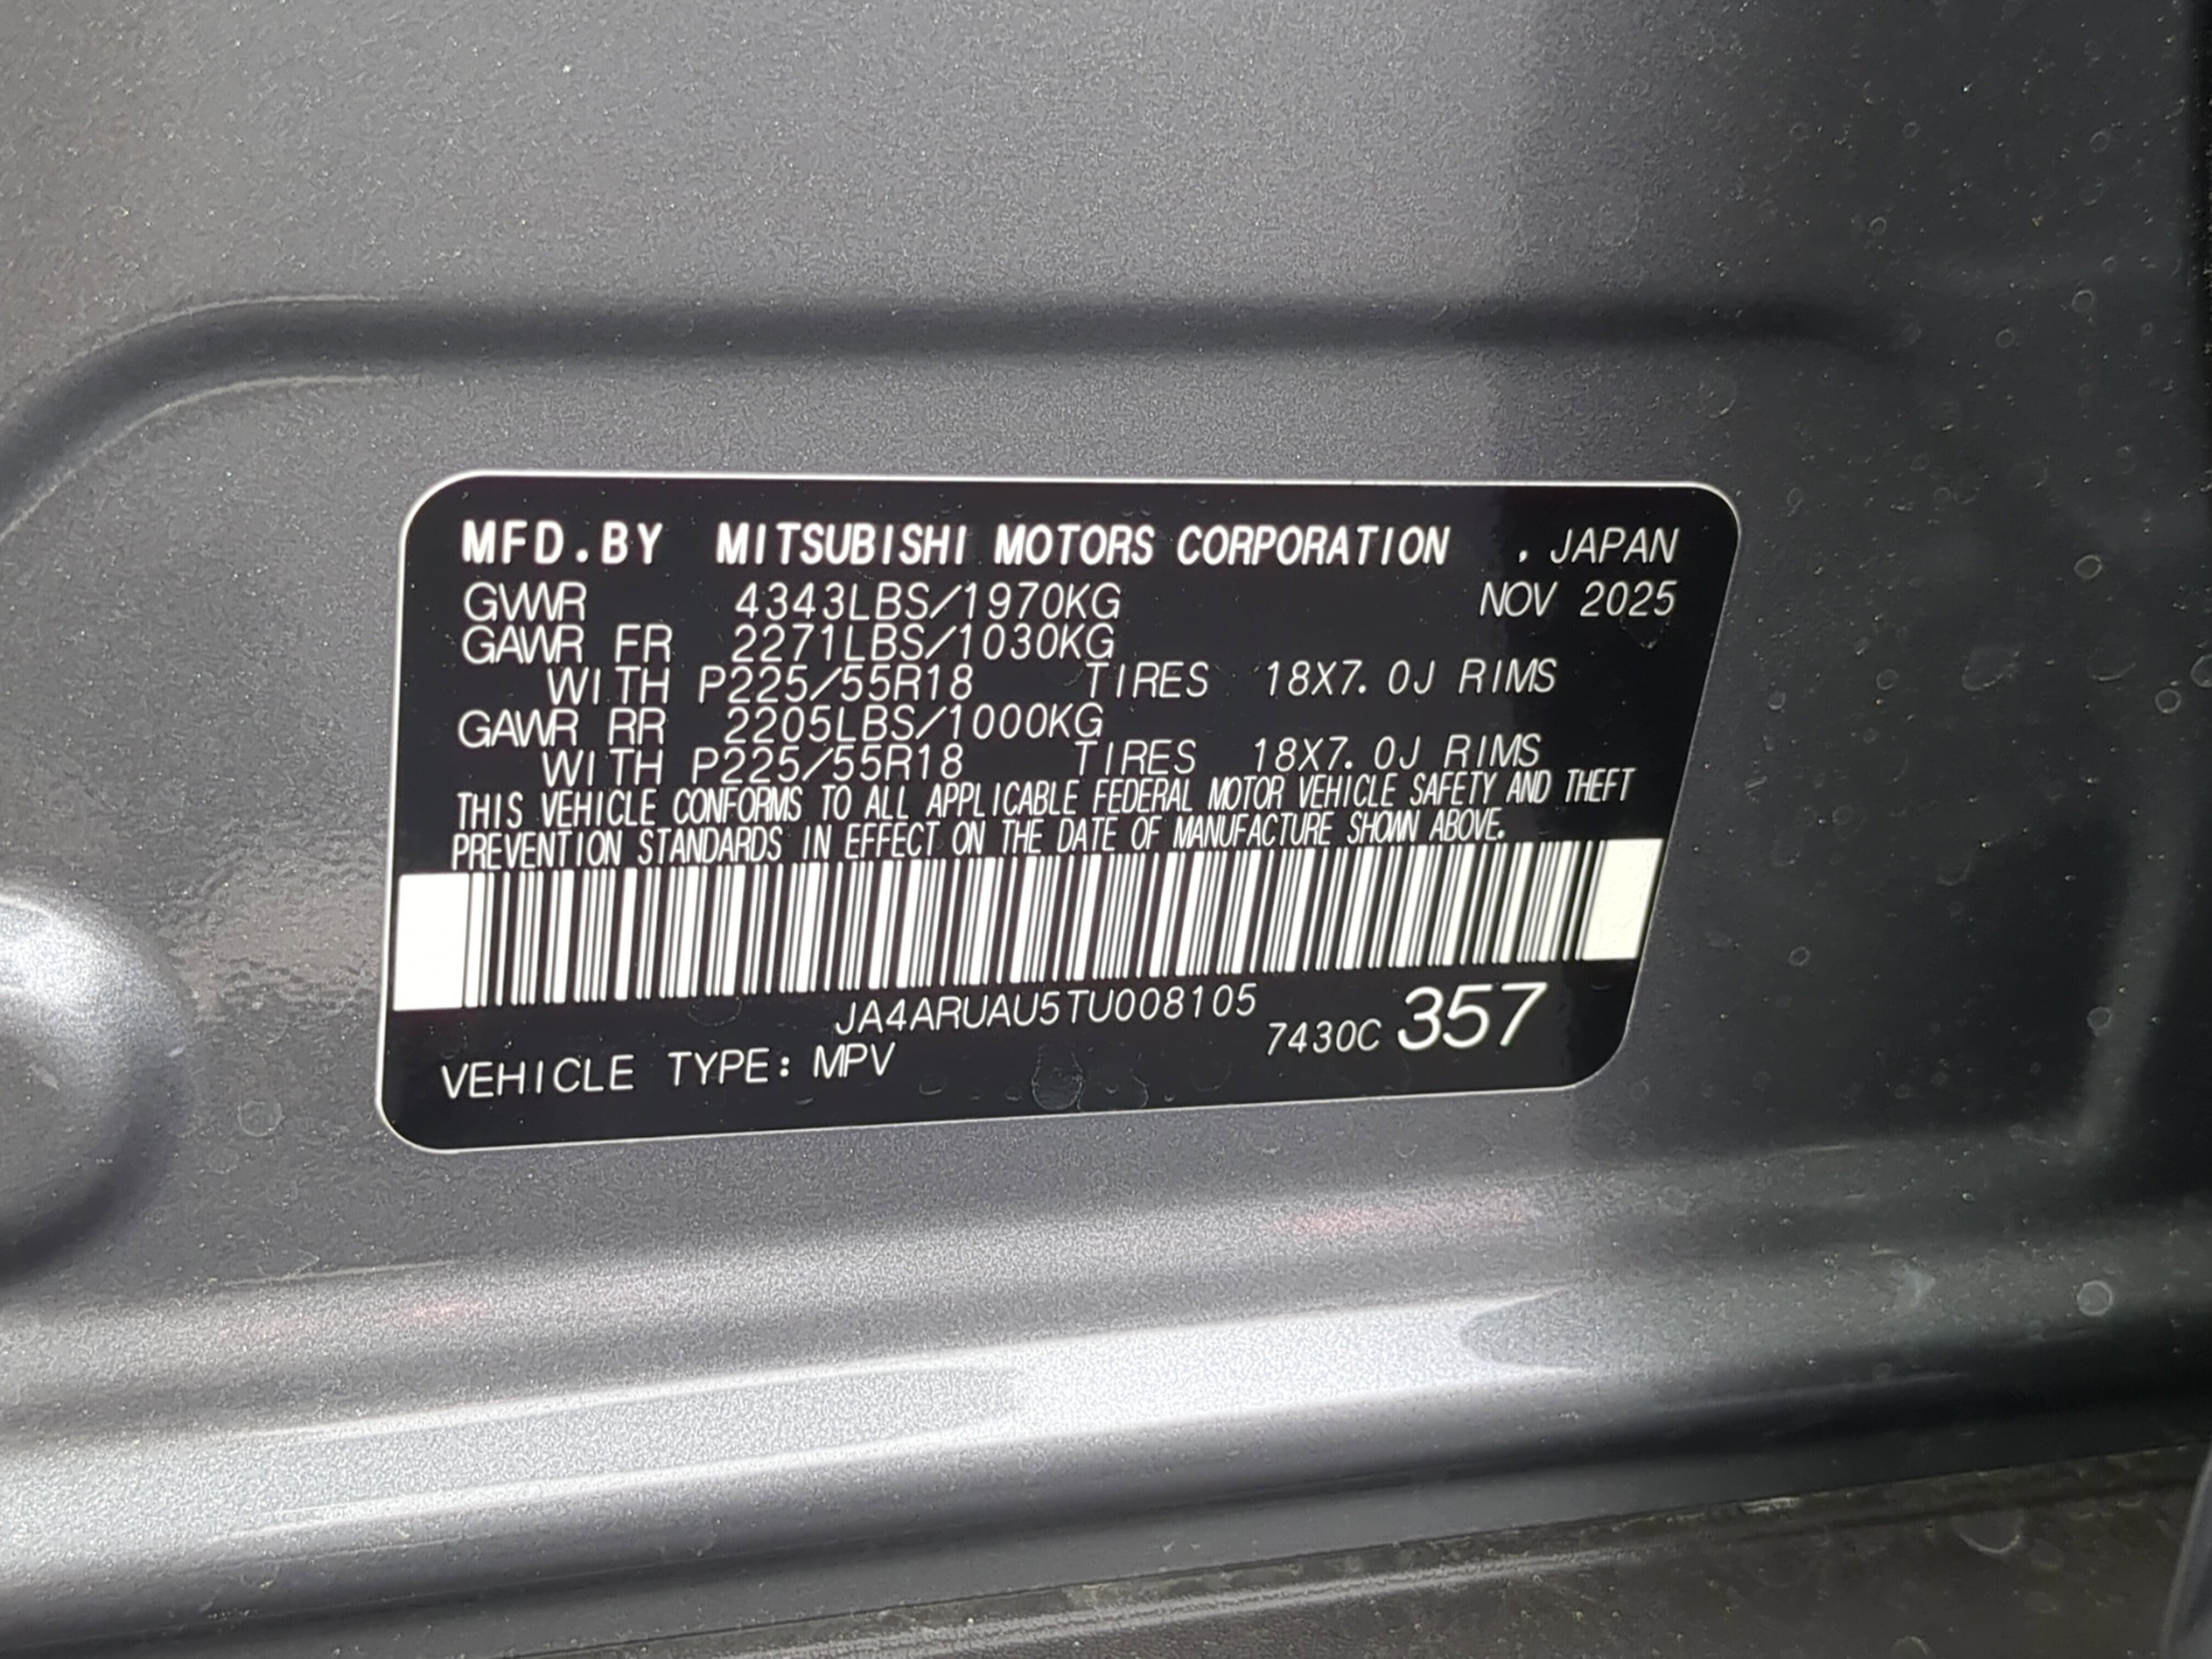 MFD.BY MITSUBISHI MOTORS CORPORATION . JAPAN
GVWR 4343LBS/1970KG NOV 2025
GAWR FR 2271LBS/1030KG
WITH P225/55R18 TIRES 18X7.0J RIMS
GAWR RR 2205LBS/1000KG
WITH P225/55R18 TIRES 18X7.0J RIMS
THIS VEHICLE CONFORMS TO ALL APPLICABLE FEDERAL MOTOR VEHICLE SAFETY AND THEFT
PREVENTION STANDARDS IN EFFECT ON THE DATE OF MANUFACTURE SHOWN ABOVE.
JA4ARUAU5TU008105
VEHICLE TYPE: MPV 7430C 357